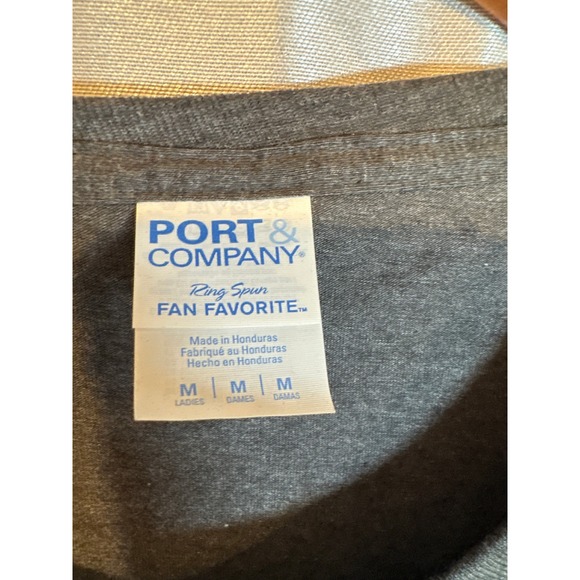 PORT &
COMPANY®
Ring Spun
FAN FAVORITE™
Made in Honduras
Fabriqué au Honduras
Hecho en Honduras
M | M | M
LADIES DAMES DAMAS